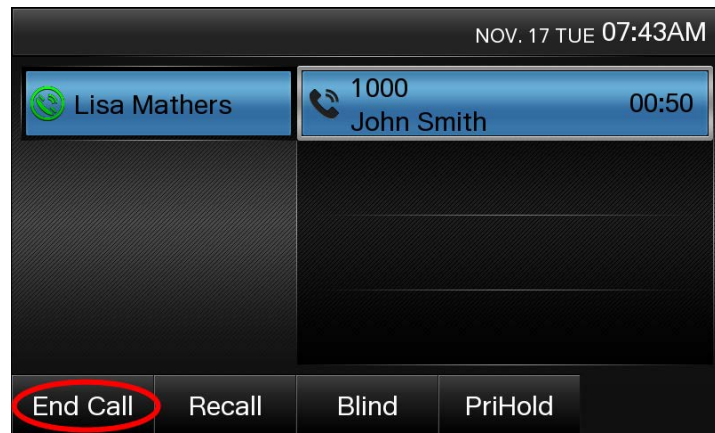 NOV. 17 TUE 07:43AM
Lisa Mathers
1000
John Smith
00:50
End Call Recall Blind PriHold